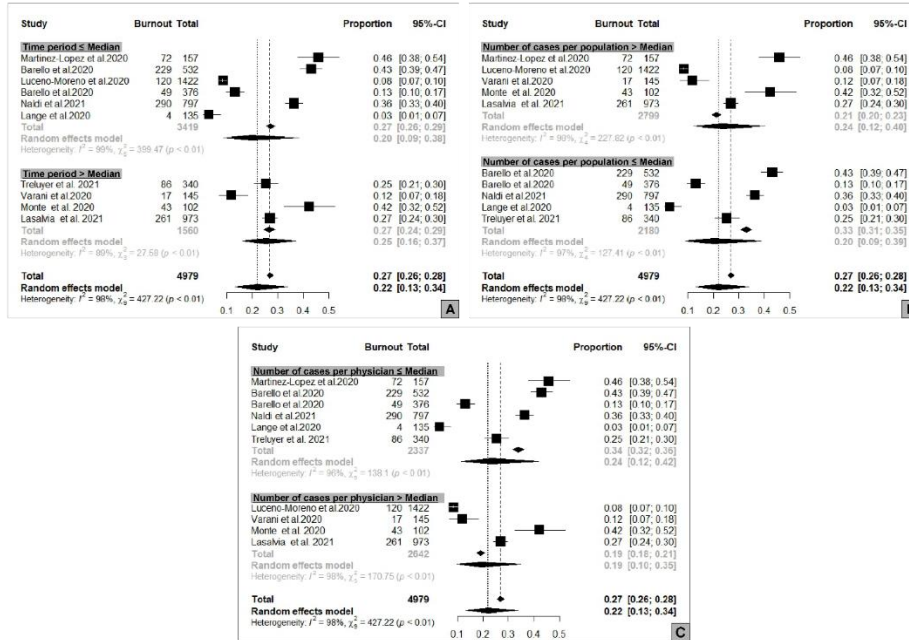 Study Burnout Total Proportion 95%-CI
Time period ≤ Median
Martinez-Lopez et al.2020 72 157 0.46 [0.38; 0.54]
Barello et al.2020 229 532 0.43 [0.39; 0.47]
Luceno-Moreno et al.2020 120 1422 0.08 [0.07; 0.10]
Barello et al.2020 49 376 0.13 [0.10; 0.17]
Naldi et al.2021 290 797 0.36 [0.33; 0.40]
Lange et al.2020 4 135 0.03 [0.01; 0.07]
Total 3419 0.27 [0.26; 0.29]
Random effects model 0.20 [0.09; 0.38]
Heterogeneity: I² = 99%, (p < 0.01)
Time period > Median
Treluyer et al. 2021 86 340 0.25 [0.21; 0.30]
Varani et al.2020 17 145 0.12 [0.07; 0.18]
Monte et al. 2020 43 102 0.42 [0.32; 0.52]
Lasalvia et al. 2021 261 973 0.27 [0.24; 0.30]
Total 1560 0.27 [0.24; 0.29]
Random effects model 0.25 [0.16; 0.37]
Heterogeneity: I² = 89%, (p < 0.01)
Total 4979 0.27 [0.26; 0.28]
Random effects model 0.22 [0.13; 0.34]
Heterogeneity: I² = 98%, 427.22 (p < 0.01)
0.1 0.2 0.3 0.4 0.5
A
Study Burnout Total Proportion 95%-CI
Number of cases per population > Median
Martinez-Lopez et al.2020 72 157 0.46 [0.38; 0.54]
Luceno-Moreno et al.2020 120 1422 0.08 [0.07; 0.10]
Varani et al.2020 17 145 0.12 [0.07; 0.18]
Monte et al. 2020 43 102 0.42 [0.32; 0.52]
Lasalvia et al. 2021 261 973 0.27 [0.24; 0.30]
Total 2799 0.21 [0.20; 0.23]
Random effects model 0.24 [0.12; 0.40]
Heterogeneity: I² = (p < 0.01)
Number of cases per population ≤ Median
Barello et al.2020 229 532 0.43 [0.39; 0.47]
Barello et al.2020 49 376 0.13 [0.10; 0.17]
Naldi et al.2021 290 797 0.36 [0.33; 0.40]
Lange et al.2020 4 135 0.03 [0.01; 0.07]
Treluyer et al. 2021 86 340 0.25 [0.21; 0.30]
Total 2180 0.33 [0.31; 0.35]
Random effects model 0.20 [0.09; 0.39]
Heterogeneity: I² = 97%, 127.41 (p < 0.01)
Total 4979 0.27 [0.26; 0.28]
Random effects model 0.22 [0.13; 0.34]
Heterogeneity: I² = 98%, 427.22 (p < 0.01)
0.1 0.2 0.3 0.4 0.5
Study Burnout Total Proportion 95%-CI
Number of cases per physician ≤ Median
Martinez-Lopez et al.2020 72 157 0.46 [0.38; 0.54]
Barello et al.2020 229 532 0.43 [0.39; 0.47]
Barello et al.2020 49 376 0.13 [0.10; 0.17]
Naldi et al.2021 290 797 0.36 [0.33; 0.40]
Lange et al.2020 4 135 0.03 [0.01; 0.07]
Treluyer et al. 2021 86 340 0.25 [0.21; 0.30]
Total 2337 0.34 [0.32; 0.36]
Random effects model 0.24 [0.12; 0.42]
Heterogeneity: I² = 96%, 138.1 (p < 0.01)
Number of cases per physician > Median
Luceno-Moreno et al.2020 120 1422 0.08 [0.07; 0.10]
Varani et al.2020 17 145 0.12 [0.07; 0.18]
Monte et al. 2020 43 102 0.42 [0.32; 0.52]
Lasalvia et al. 2021 261 973 0.27 [0.24; 0.30]
Total 2642 0.19 [0.18; 0.21]
Random effects model 0.19 [0.10; 0.35]
Heterogeneity: I² = 98%, 170.75 (p < 0.01)
Total 4979 0.27 [0.26; 0.28]
Random effects model 0.22 [0.13; 0.34]
Heterogeneity: I² = 98%, 427.22 (p < 0.01)
0.1 0.2 0.3 0.4 0.5
C